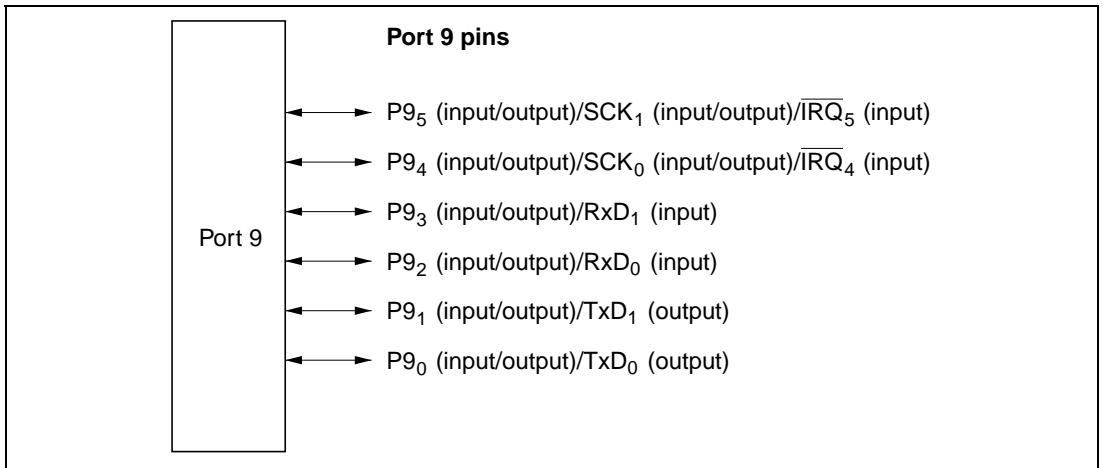 Port 9 pins
P9₅ (input/output)/SCK₁ (input/output)/I̅R̅Q̅₅ (input)
P9₄ (input/output)/SCK₀ (input/output)/I̅R̅Q̅₄ (input)
P9₃ (input/output)/RxD₁ (input)
Port 9
P9₂ (input/output)/RxD₀ (input)
P9₁ (input/output)/TxD₁ (output)
P9₀ (input/output)/TxD₀ (output)